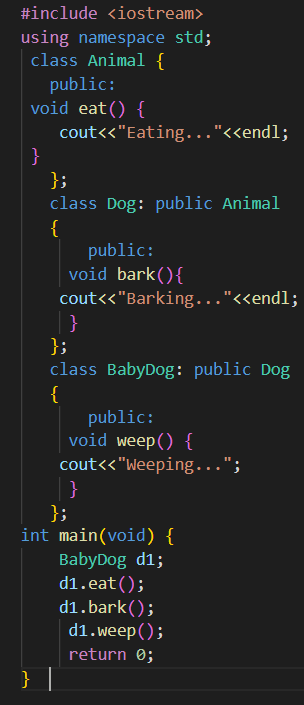 #include <iostream>
using namespace std;
class Animal {
public:
void eat() {
cout<<"Eating..."<<endl;
}
};
class Dog: public Animal
{
public:
void bark(){
cout<<"Barking..."<<endl;
}
};
class BabyDog: public Dog
{
public:
void weep() {
cout<<"Weeping...";
}
};
int main(void) {
BabyDog d1;
d1.eat();
d1.bark();
d1.weep();
return 0;
}